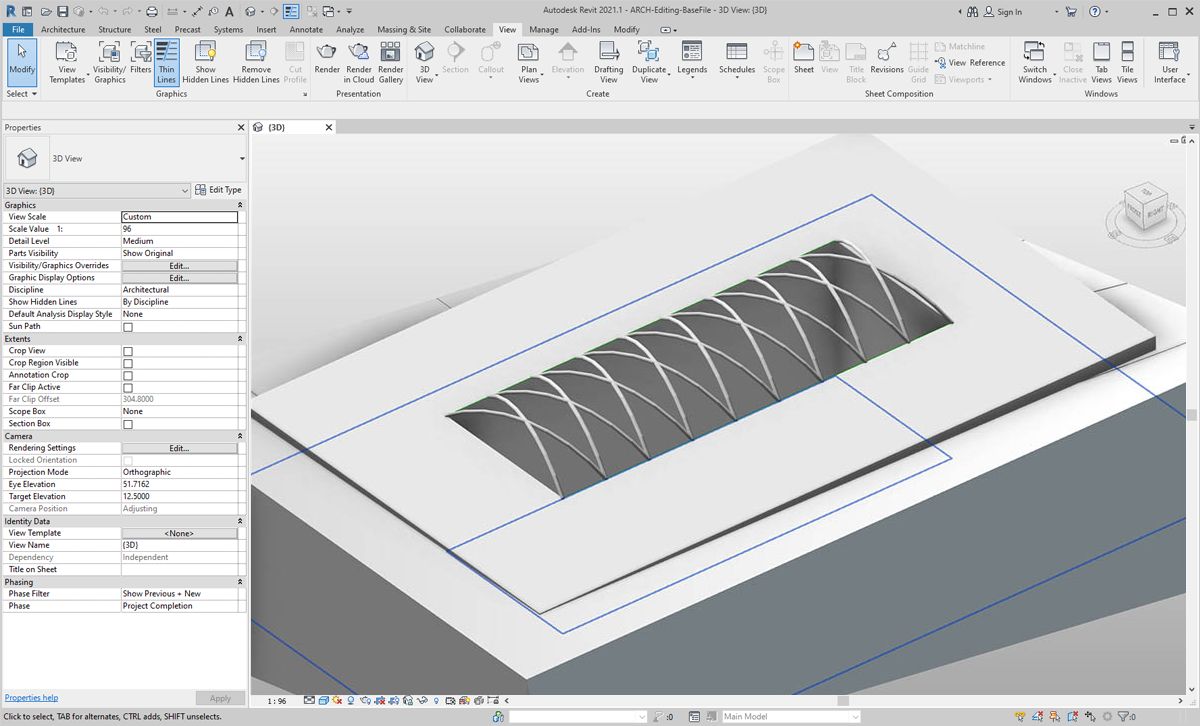 Autodesk Revit 2021.1 - ARCH-Editing-BaseFile - 3D View: {3D}
Sign In
File Architecture Structure Steel Precast Systems Insert Annotate Analyze Massing & Site Collaborate View Manage Add-Ins Modify
Modify
View Templates
Visibility/ Graphics
Filters
Thin Lines
Show Hidden Lines
Remove Hidden Lines
Cut Profile
Render
Render in Cloud
Render Gallery
3D View
Section
Callout
Plan Views
Elevation
Drafting View
Duplicate View
Legends
Schedules
Scope Box
Sheet
View
Title Block
Revisions
Guide Grid
Matchline
View Reference
Viewports
Switch Windows
Close Inactive
Tab Views
Tile Views
User Interface
Select Graphics Presentation Create Sheet Composition Windows
Properties
{3D}
3D View
3D View: {3D} Edit Type
Graphics
View Scale Custom
Scale Value 1: 96
Detail Level Medium
Parts Visibility Show Original
Visibility/Graphics Overrides Edit...
Graphic Display Options Edit...
Discipline Architectural
Show Hidden Lines By Discipline
Default Analysis Display Style None
Sun Path
Extents
Crop View
Crop Region Visible
Annotation Crop
Far Clip Active
Far Clip Offset 304.8000
Scope Box None
Section Box
Camera
Rendering Settings Edit...
Locked Orientation
Projection Mode Orthographic
Eye Elevation 51.7162
Target Elevation 12.5000
Camera Position Adjusting
Identity Data
View Template <None>
View Name {3D}
Dependency Independent
Title on Sheet
Phasing
Phase Filter Show Previous + New
Phase Project Completion
TOP
FRONT
RIGHT
Properties help Apply
1 : 96
Click to select, TAB for alternates, CTRL adds, SHIFT unselects.
:0
Main Model
:0